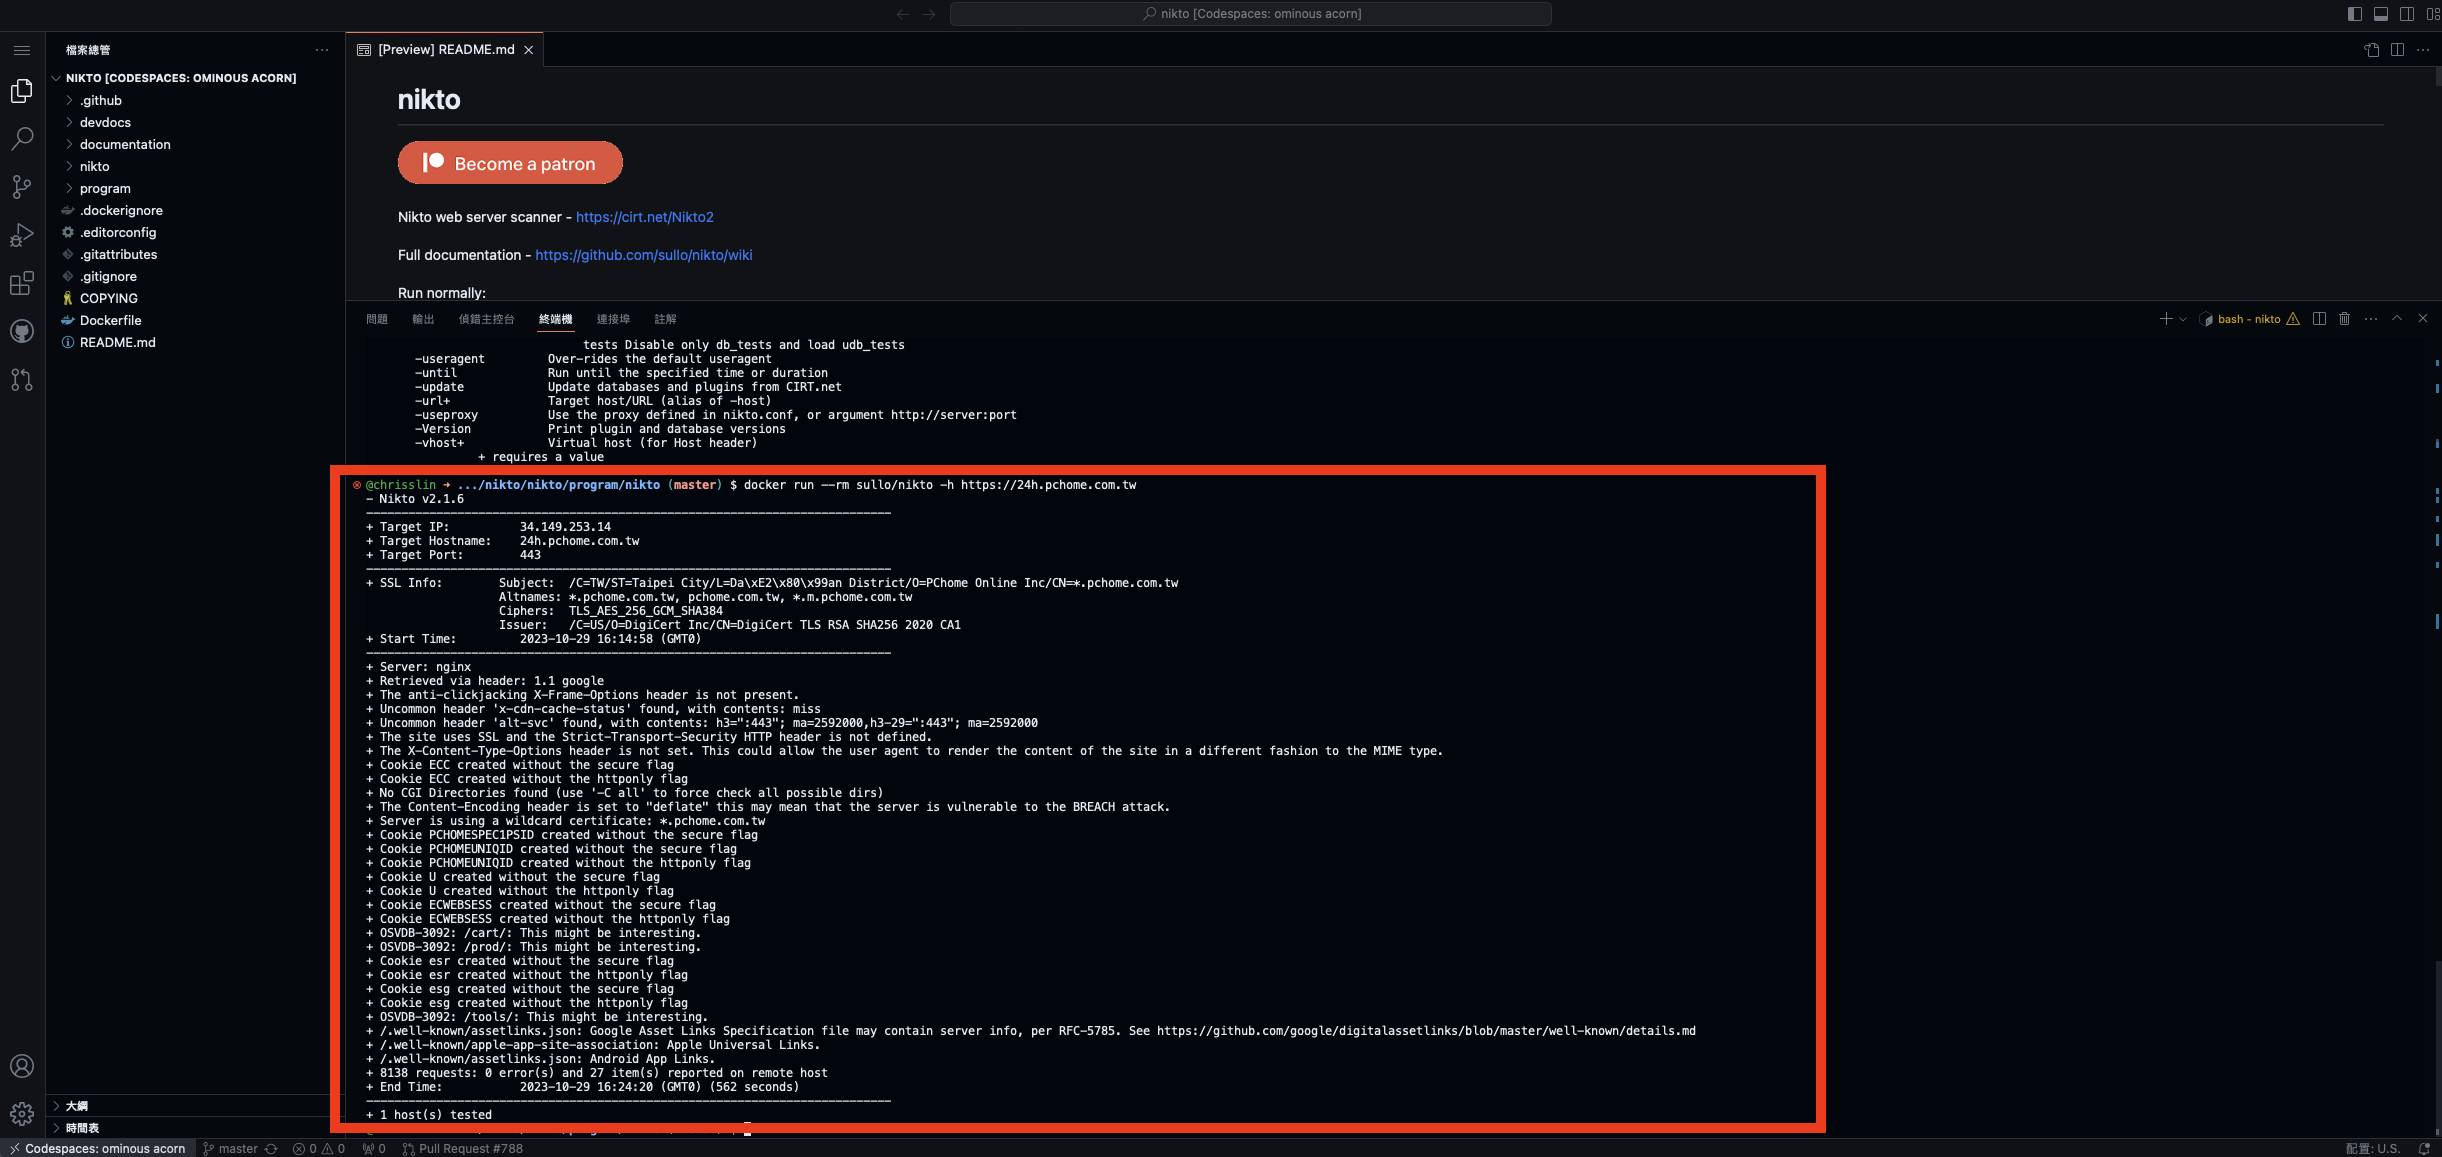 nikto [Codespaces: ominous acorn]
檔案總管
NIKTO [CODESPACES: OMINOUS ACORN]
.github
devdocs
documentation
nikto
program
.dockerignore
.editorconfig
.gitattributes
.gitignore
COPYING
Dockerfile
README.md
大綱
時間表
[Preview] README.md
nikto
Become a patron
Nikto web server scanner - https://cirt.net/Nikto2
Full documentation - https://github.com/sullo/nikto/wiki
Run normally:
問題 輸出 偵錯主控台 終端機 連接埠 註解
bash - nikto
tests Disable only db_tests and load udb_tests
-useragent Over-rides the default useragent
-until Run until the specified time or duration
-update Update databases and plugins from CIRT.net
-url+ Target host/URL (alias of -host)
-useproxy Use the proxy defined in nikto.conf, or argument http://server:port
-Version Print plugin and database versions
-vhost+ Virtual host (for Host header)
+ requires a value
@chrisslin ➜ .../nikto/nikto/program/nikto (master) $ docker run --rm sullo/nikto -h https://24h.pchome.com.tw
- Nikto v2.1.6
---------------------------------------------------------------------------
+ Target IP: 34.149.253.14
+ Target Hostname: 24h.pchome.com.tw
+ Target Port: 443
---------------------------------------------------------------------------
+ SSL Info: Subject: /C=TW/ST=Taipei City/L=Da\xE2\x80\x99an District/O=PChome Online Inc/CN=*.pchome.com.tw
Altnames: *.pchome.com.tw, pchome.com.tw, *.m.pchome.com.tw
Ciphers: TLS_AES_256_GCM_SHA384
Issuer: /C=US/O=DigiCert Inc/CN=DigiCert TLS RSA SHA256 2020 CA1
+ Start Time: 2023-10-29 16:14:58 (GMT0)
---------------------------------------------------------------------------
+ Server: nginx
+ Retrieved via header: 1.1 google
+ The anti-clickjacking X-Frame-Options header is not present.
+ Uncommon header 'x-cdn-cache-status' found, with contents: miss
+ Uncommon header 'alt-svc' found, with contents: h3=":443"; ma=2592000,h3-29=":443"; ma=2592000
+ The site uses SSL and the Strict-Transport-Security HTTP header is not defined.
+ The X-Content-Type-Options header is not set. This could allow the user agent to render the content of the site in a different fashion to the MIME type.
+ Cookie ECC created without the secure flag
+ Cookie ECC created without the httponly flag
+ No CGI Directories found (use '-C all' to force check all possible dirs)
+ The Content-Encoding header is set to "deflate" this may mean that the server is vulnerable to the BREACH attack.
+ Server is using a wildcard certificate: *.pchome.com.tw
+ Cookie PCHOMESPEC1PSID created without the secure flag
+ Cookie PCHOMEUNIQID created without the secure flag
+ Cookie PCHOMEUNIQID created without the httponly flag
+ Cookie U created without the secure flag
+ Cookie U created without the httponly flag
+ Cookie ECWEBSESS created without the secure flag
+ Cookie ECWEBSESS created without the httponly flag
+ OSVDB-3092: /cart/: This might be interesting.
+ OSVDB-3092: /prod/: This might be interesting.
+ Cookie esr created without the secure flag
+ Cookie esr created without the httponly flag
+ Cookie esg created without the secure flag
+ Cookie esg created without the httponly flag
+ OSVDB-3092: /tools/: This might be interesting.
+ /.well-known/assetlinks.json: Google Asset Links Specification file may contain server info, per RFC-5785. See https://github.com/google/digitalassetlinks/blob/master/well-known/details.md
+ /.well-known/apple-app-site-association: Apple Universal Links.
+ /.well-known/assetlinks.json: Android App Links.
+ 8138 requests: 0 error(s) and 27 item(s) reported on remote host
+ End Time: 2023-10-29 16:24:20 (GMT0) (562 seconds)
---------------------------------------------------------------------------
+ 1 host(s) tested
Codespaces: ominous acorn master 0 0 0 Pull Request #788 配置: U.S.